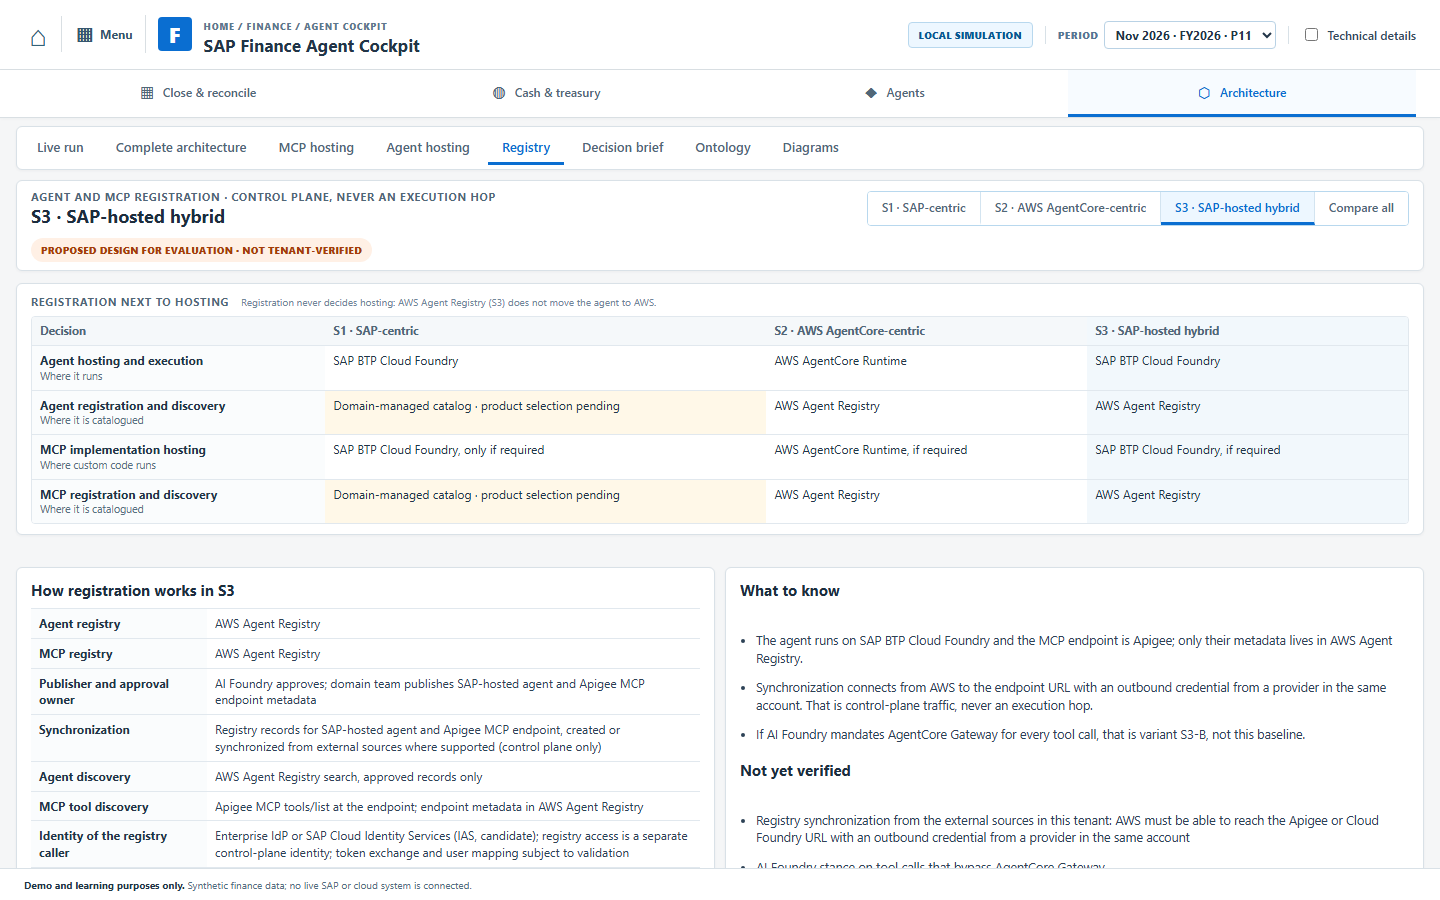 Menu
F
HOME / FINANCE / AGENT COCKPIT
SAP Finance Agent Cockpit
LOCAL SIMULATION
PERIOD
Nov 2026 · FY2026 · P11
Technical details
Close & reconcile
Cash & treasury
Agents
Architecture
Live run
Complete architecture
MCP hosting
Agent hosting
Registry
Decision brief
Ontology
Diagrams
AGENT AND MCP REGISTRATION · CONTROL PLANE, NEVER AN EXECUTION HOP
S3 · SAP-hosted hybrid
S1 · SAP-centric
S2 · AWS AgentCore-centric
S3 · SAP-hosted hybrid
Compare all
PROPOSED DESIGN FOR EVALUATION · NOT TENANT-VERIFIED
REGISTRATION NEXT TO HOSTING Registration never decides hosting: AWS Agent Registry (S3) does not move the agent to AWS.
Decision
S1 · SAP-centric
S2 · AWS AgentCore-centric
S3 · SAP-hosted hybrid
Agent hosting and execution
Where it runs
SAP BTP Cloud Foundry
AWS AgentCore Runtime
SAP BTP Cloud Foundry
Agent registration and discovery
Where it is catalogued
Domain-managed catalog · product selection pending
AWS Agent Registry
AWS Agent Registry
MCP implementation hosting
Where custom code runs
SAP BTP Cloud Foundry, only if required
AWS AgentCore Runtime, if required
SAP BTP Cloud Foundry, if required
MCP registration and discovery
Where it is catalogued
Domain-managed catalog · product selection pending
AWS Agent Registry
AWS Agent Registry
How registration works in S3
Agent registry
AWS Agent Registry
MCP registry
AWS Agent Registry
Publisher and approval
owner
AI Foundry approves; domain team publishes SAP-hosted agent and Apigee MCP
endpoint metadata
Synchronization
Registry records for SAP-hosted agent and Apigee MCP endpoint, created or
synchronized from external sources where supported (control plane only)
Agent discovery
AWS Agent Registry search, approved records only
MCP tool discovery
Apigee MCP tools/list at the endpoint; endpoint metadata in AWS Agent Registry
Identity of the registry
caller
Enterprise IdP or SAP Cloud Identity Services (IAS, candidate); registry access is a separate
control-plane identity; token exchange and user mapping subject to validation
What to know
• The agent runs on SAP BTP Cloud Foundry and the MCP endpoint is Apigee; only their metadata lives in AWS Agent
Registry.
• Synchronization connects from AWS to the endpoint URL with an outbound credential from a provider in the same
account. That is control-plane traffic, never an execution hop.
• If AI Foundry mandates AgentCore Gateway for every tool call, that is variant S3-B, not this baseline.
Not yet verified
• Registry synchronization from the external sources in this tenant: AWS must be able to reach the Apigee or Cloud
Foundry URL with an outbound credential from a provider in the same account
• AI Foundry stance on tool calls that bypass AgentCore Gateway
Demo and learning purposes only. Synthetic finance data; no live SAP or cloud system is connected.